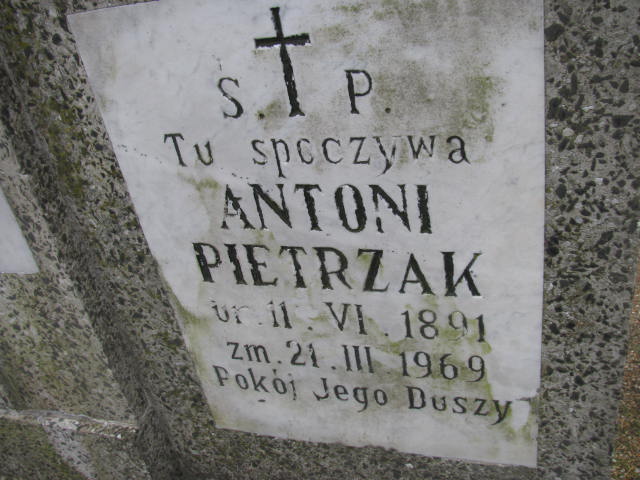 Ś. P.
Tu spoczywa
ANTONI
PIETRZAK
ur. 11. VI. 1891
zm. 21. III 1969
Pokój Jego Duszy